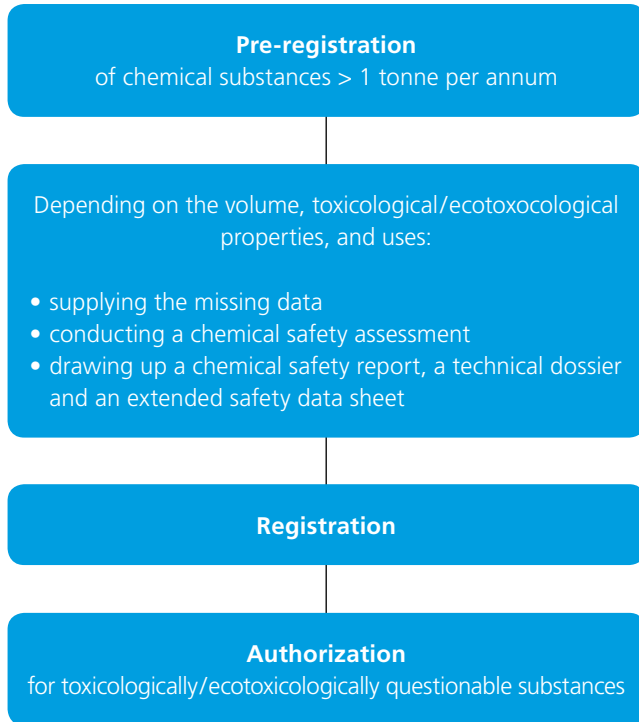 Pre-registration
of chemical substances > 1 tonne per annum
Depending on the volume, toxicological/ecotoxocological
properties, and uses:
• supplying the missing data
• conducting a chemical safety assessment
• drawing up a chemical safety report, a technical dossier
and an extended safety data sheet
Registration
Authorization
for toxicologically/ecotoxicologically questionable substances